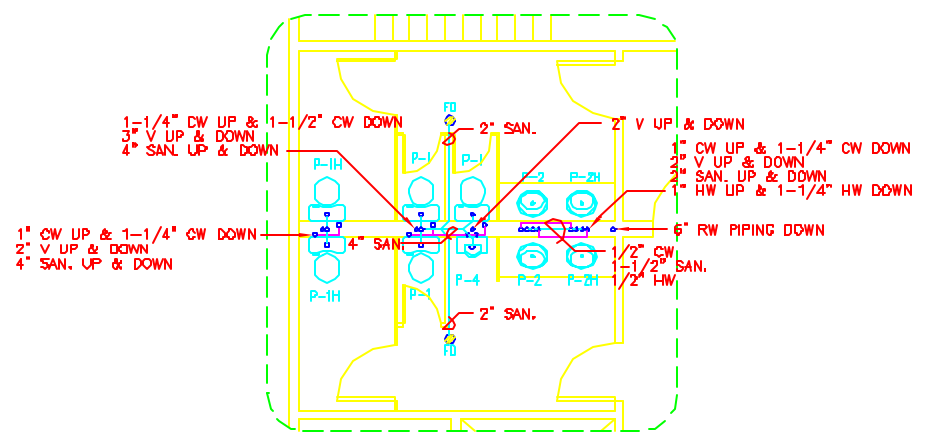 FD
1-1/4" CW UP & 1-1/2" CW DOWN
3" V UP & DOWN
4" SAN. UP & DOWN
2" SAN.
2" V UP & DOWN
1" CW UP & 1-1/4" CW DOWN
2" V UP & DOWN
2" SAN. UP & DOWN
1" HW UP & 1-1/4" HW DOWN
P-1H
P-1
P-1
P-2
P-2H
1" CW UP & 1-1/4" CW DOWN
2" V UP & DOWN
4" SAN. UP & DOWN
4" SAN
6" RW PIPING DOWN
1/2" CW
1-1/2" SAN.
1/2" HW
P-1H
P-1
P-4
P-2
P-2H
2" SAN.
FD